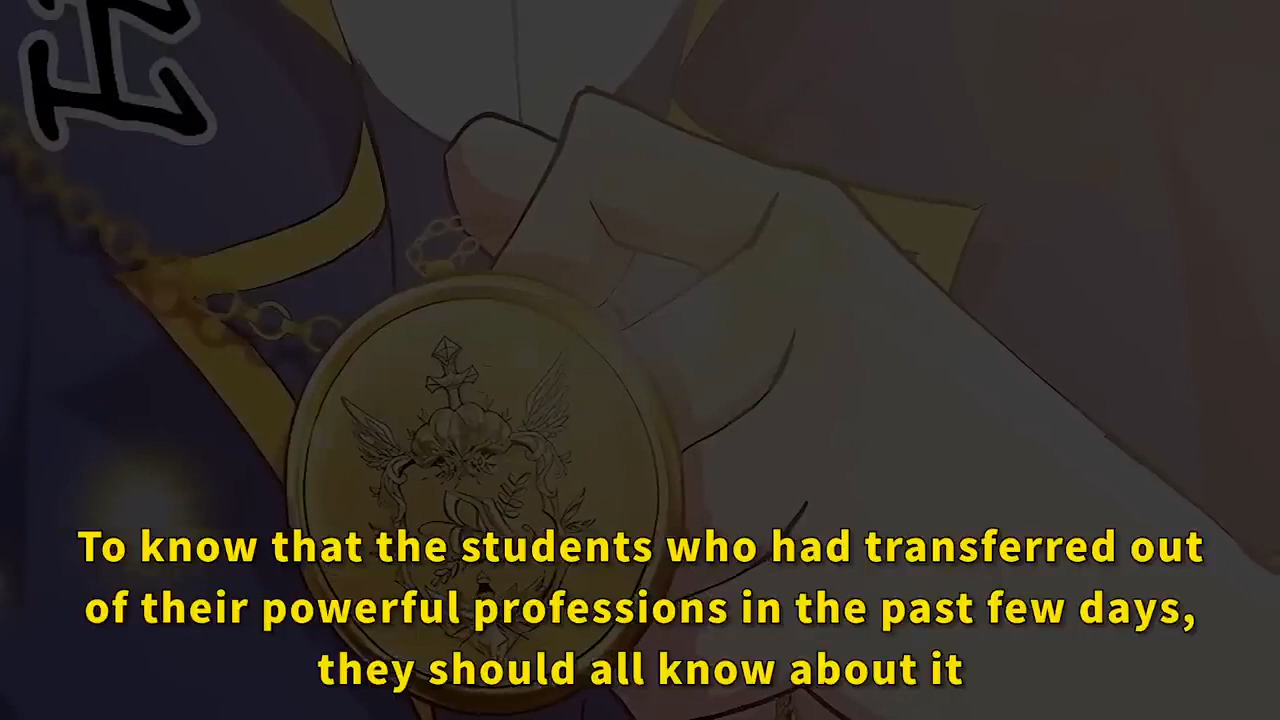 To know that the students who had transferred out
of their powerful professions in the past few days,
they should all know about it